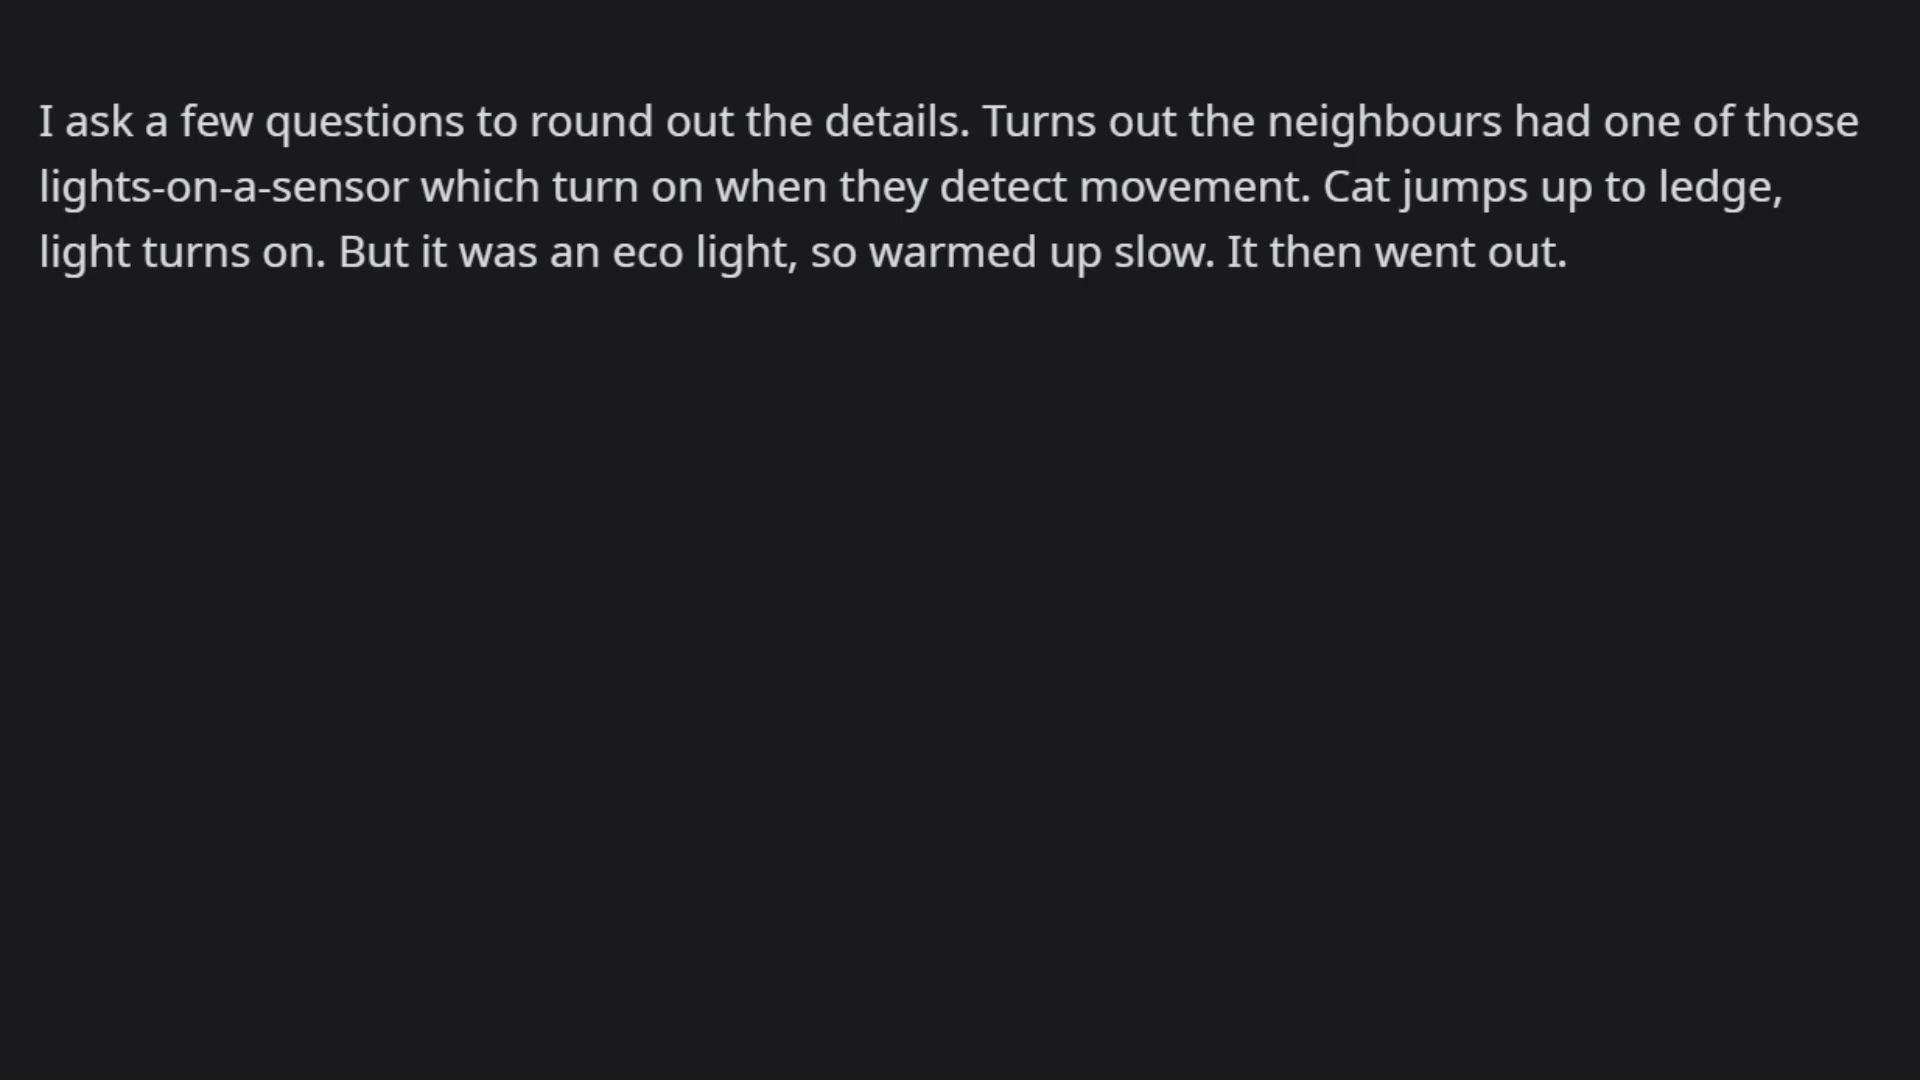 I ask a few questions to round out the details. Turns out the neighbours had one of those
lights-on-a-sensor which turn on when they detect movement. Cat jumps up to ledge,
light turns on. But it was an eco light, so warmed up slow. It then went out.